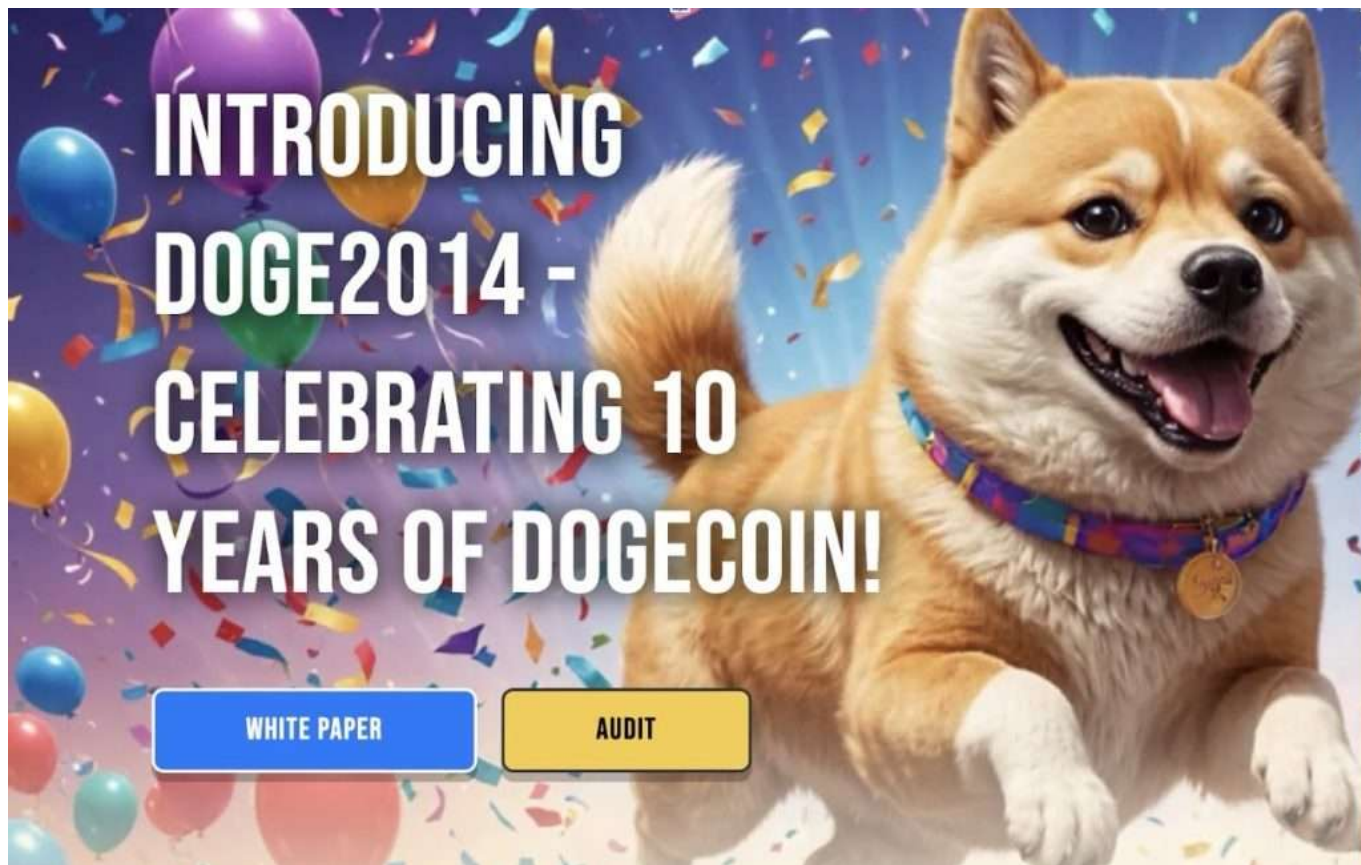 INTRODUCING
DOGE2014 -
CELEBRATING 10
YEARS OF DOGECOIN!
WHITE PAPER
AUDIT